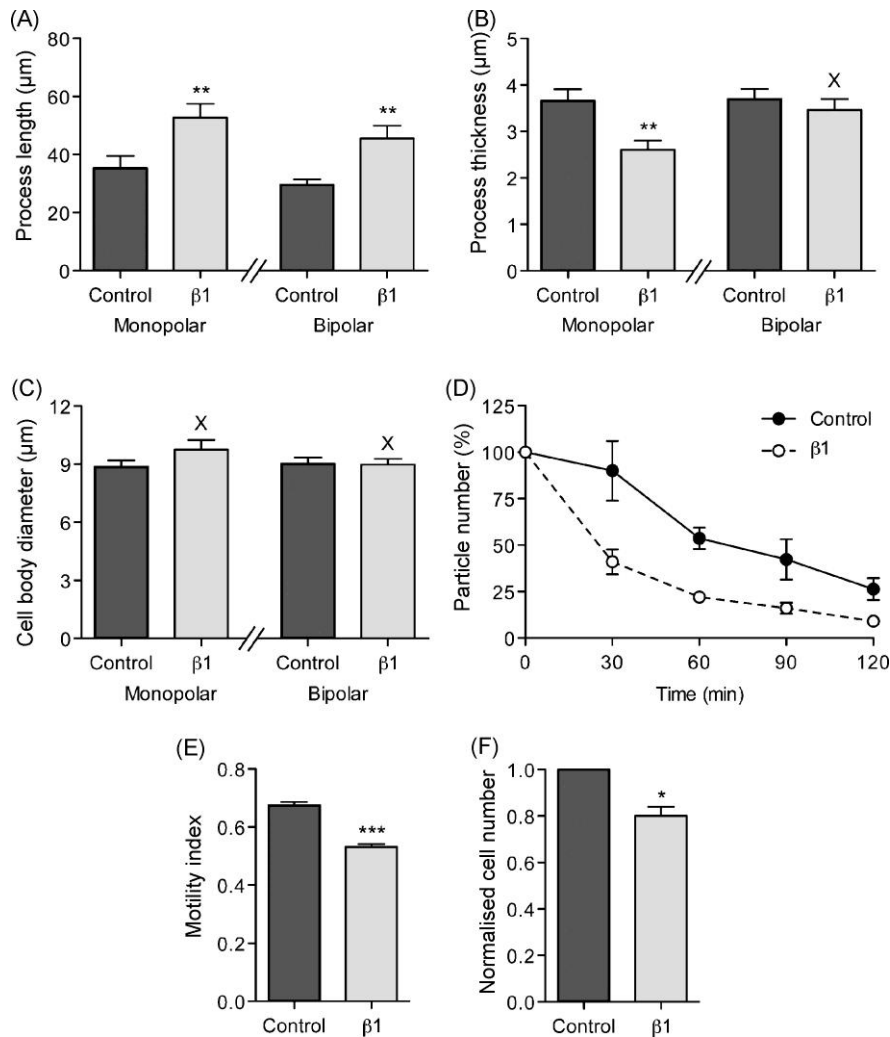 (A)
Process length (μm)
80
60
40
20
0
**
**
Control β1 Control β1
Monopolar Bipolar
(B)
Process thickness (μm)
5
4
3
2
1
0
**
X
Control β1 Control β1
Monopolar Bipolar
(C)
Cell body diameter (μm)
12
9
6
3
0
X
X
Control β1 Control β1
Monopolar Bipolar
(D)
Particle number (%)
125
100
75
50
25
0
Control
β1
0 30 60 90 120
Time (min)
(E)
Motility index
0.8
0.6
0.4
0.2
0.0
***
Control β1
(F)
Normalised cell number
1.0
0.8
0.6
0.4
0.2
0.0
*
Control β1